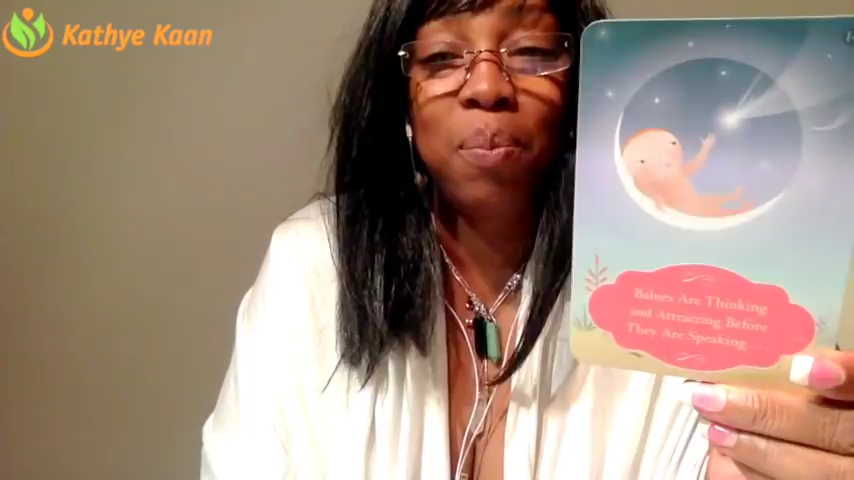 Kathye Kaan
Babies Are Thinking
and Attracting Before
They Are Speaking